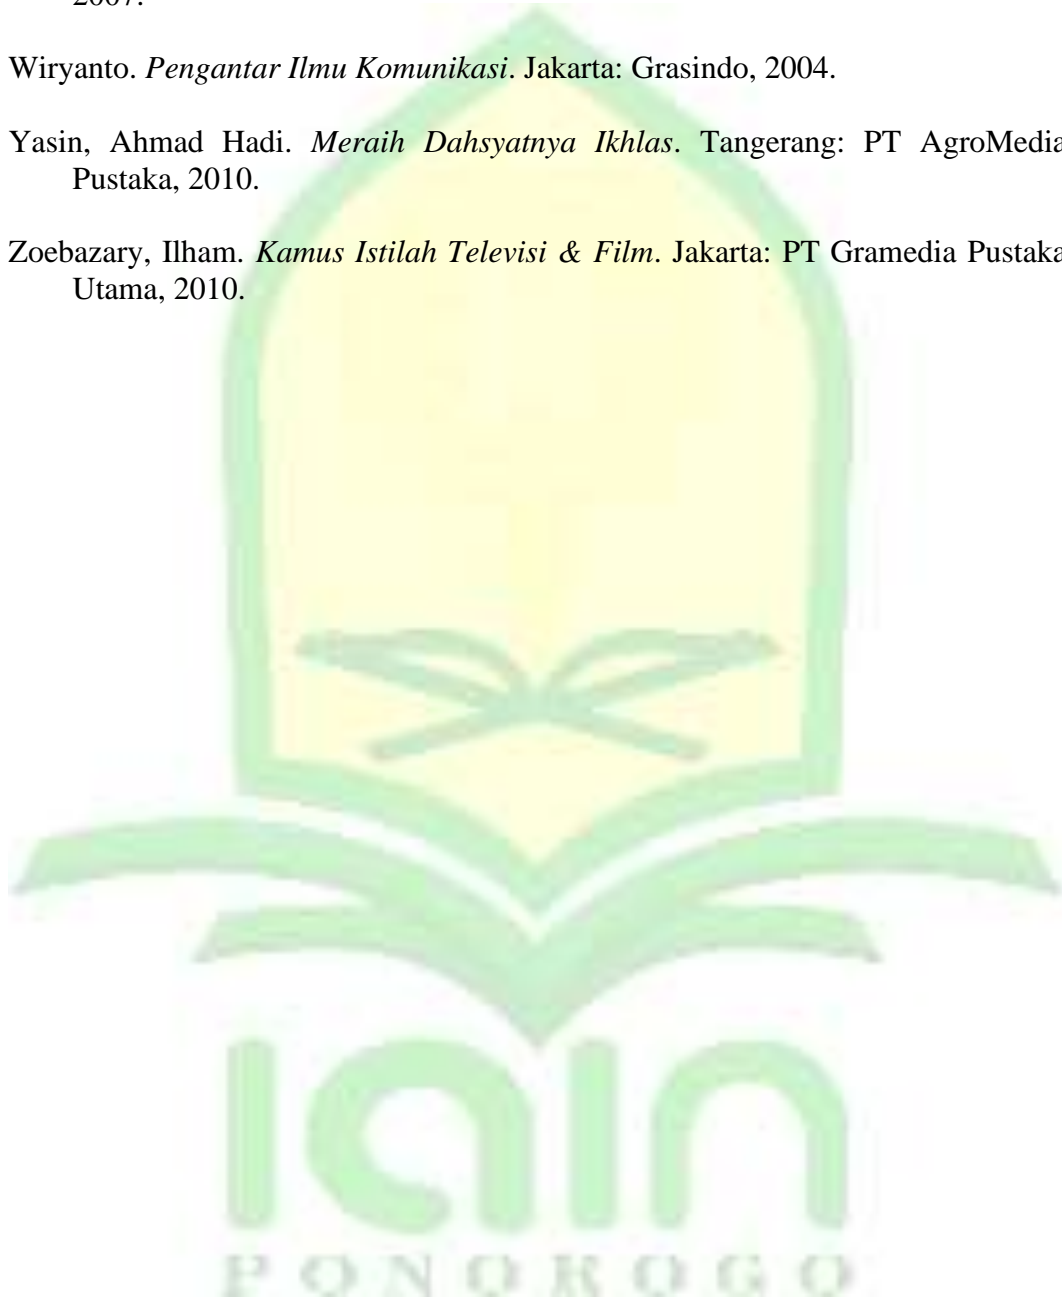 2007.
Wiryanto. Pengantar Ilmu Komunikasi. Jakarta: Grasindo, 2004.
Yasin, Ahmad Hadi. Meraih Dahsyatnya Ikhlas. Tangerang: PT AgroMedia
Pustaka, 2010.
Zoebazary, Ilham. Kamus Istilah Televisi & Film. Jakarta: PT Gramedia Pustaka
Utama, 2010.
iain
PONOROGO